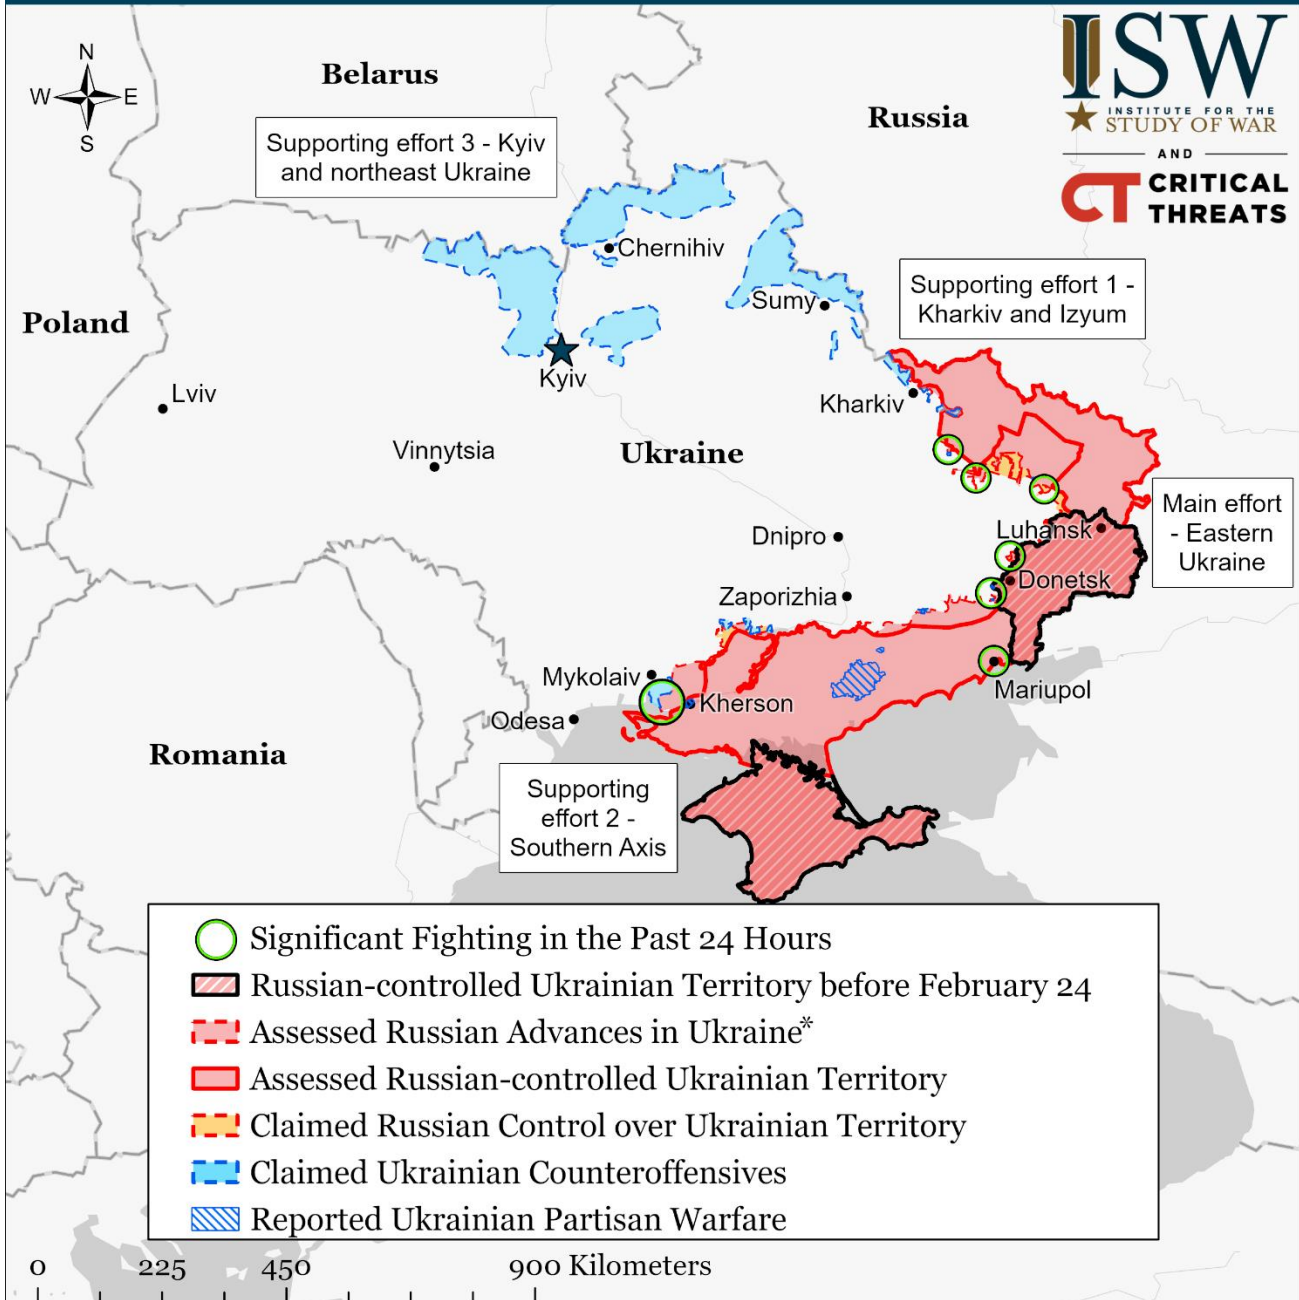 N
W
E
S
Belarus
Russia
ISW
INSTITUTE FOR THE
STUDY OF WAR
AND
CT CRITICAL
THREATS
Supporting effort 3 - Kyiv
and northeast Ukraine
Chernihiv
Supporting effort 1 -
Kharkiv and Izyum
Sumy
Poland
Kyiv
Lviv
Kharkiv
Vinnytsia
Ukraine
Main effort
- Eastern
Ukraine
Luhansk
Dnipro
Donetsk
Zaporizhia
Mykolaiv
Mariupol
Kherson
Odesa
Romania
Supporting
effort 2 -
Southern Axis
Significant Fighting in the Past 24 Hours
Russian-controlled Ukrainian Territory before February 24
Assessed Russian Advances in Ukraine*
Assessed Russian-controlled Ukrainian Territory
Claimed Russian Control over Ukrainian Territory
Claimed Ukrainian Counteroffensives
Reported Ukrainian Partisan Warfare
0 225 450 900 Kilometers